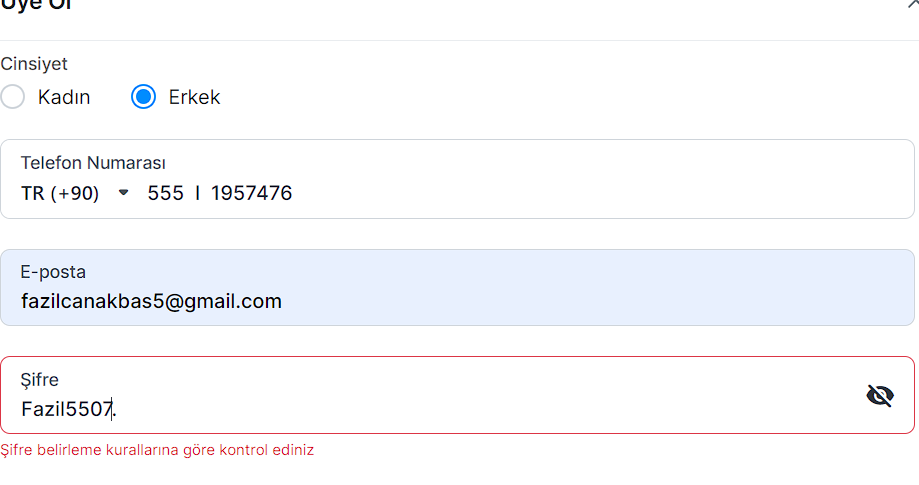 Üye Ol
Cinsiyet
Kadın Erkek
Telefon Numarası
TR (+90) 555 I 1957476
E-posta
fazilcanakbas5@gmail.com
Şifre
Fazil5507.
Şifre belirleme kurallarına göre kontrol ediniz